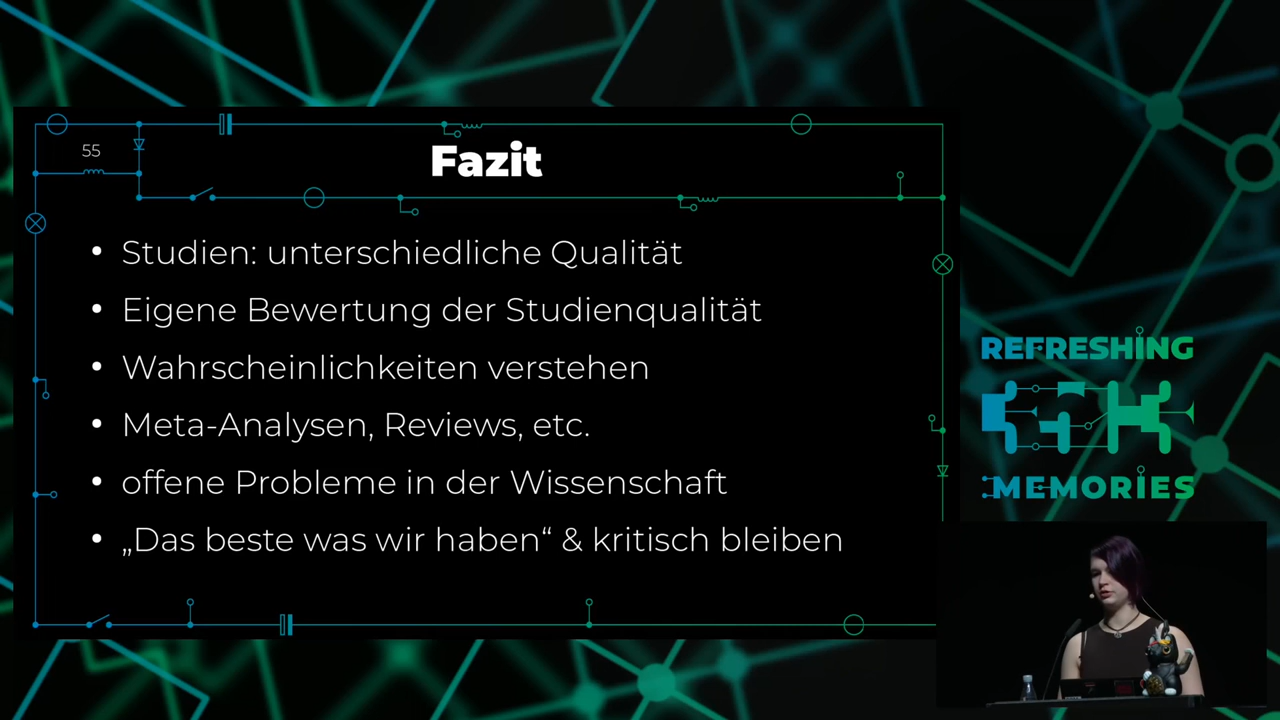 55
Fazit
• Studien: unterschiedliche Qualität
• Eigene Bewertung der Studienqualität
• Wahrscheinlichkeiten verstehen
• Meta-Analysen, Reviews, etc.
• offene Probleme in der Wissenschaft
• „Das beste was wir haben“ & kritisch bleiben
REFRESHING
MEMORIES